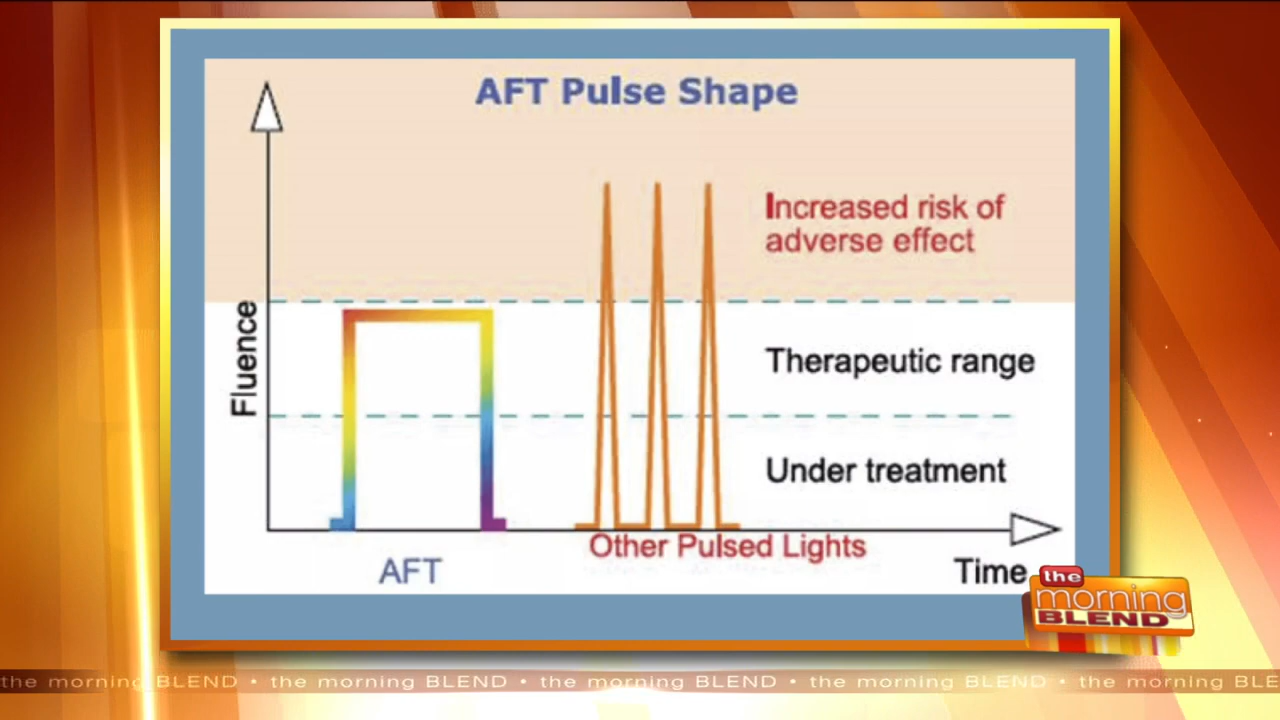 AFT Pulse Shape
Increased risk of
adverse effect
Fluence
Therapeutic range
Under treatment
Other Pulsed Lights
AFT
Time
the
morning
BLEND
the morning BLEND • the morning BLEND • the morning BLEND • the morning BLEND • the morning BLE